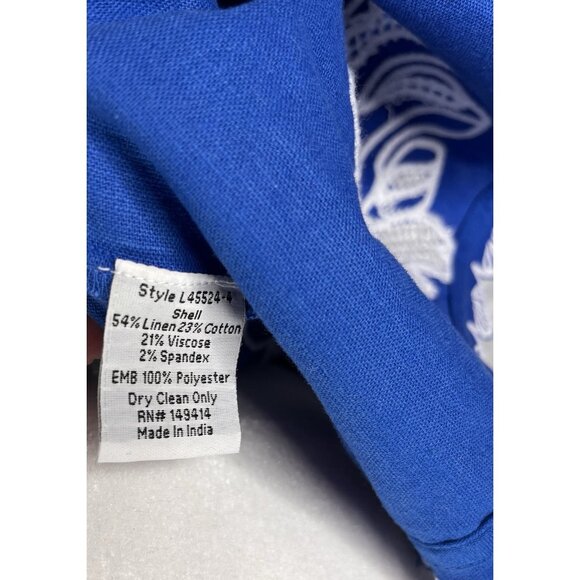 Style L45524-4
Shell
54% Linen 23% Cotton
21% Viscose
2% Spandex
EMB 100% Polyester
Dry Clean Only
RN# 149414
Made In India